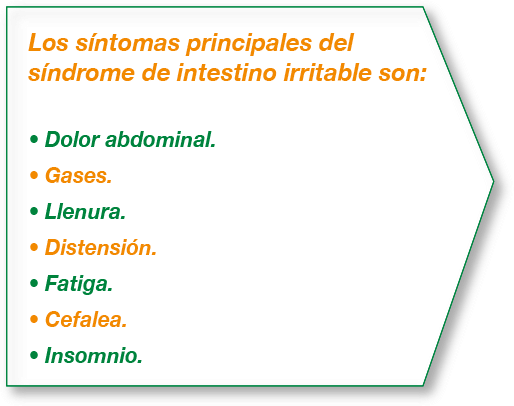 Los síntomas principales del
síndrome de intestino irritable son:
• Dolor abdominal.
• Gases.
• Llenura.
• Distensión.
• Fatiga.
• Cefalea.
• Insomnio.